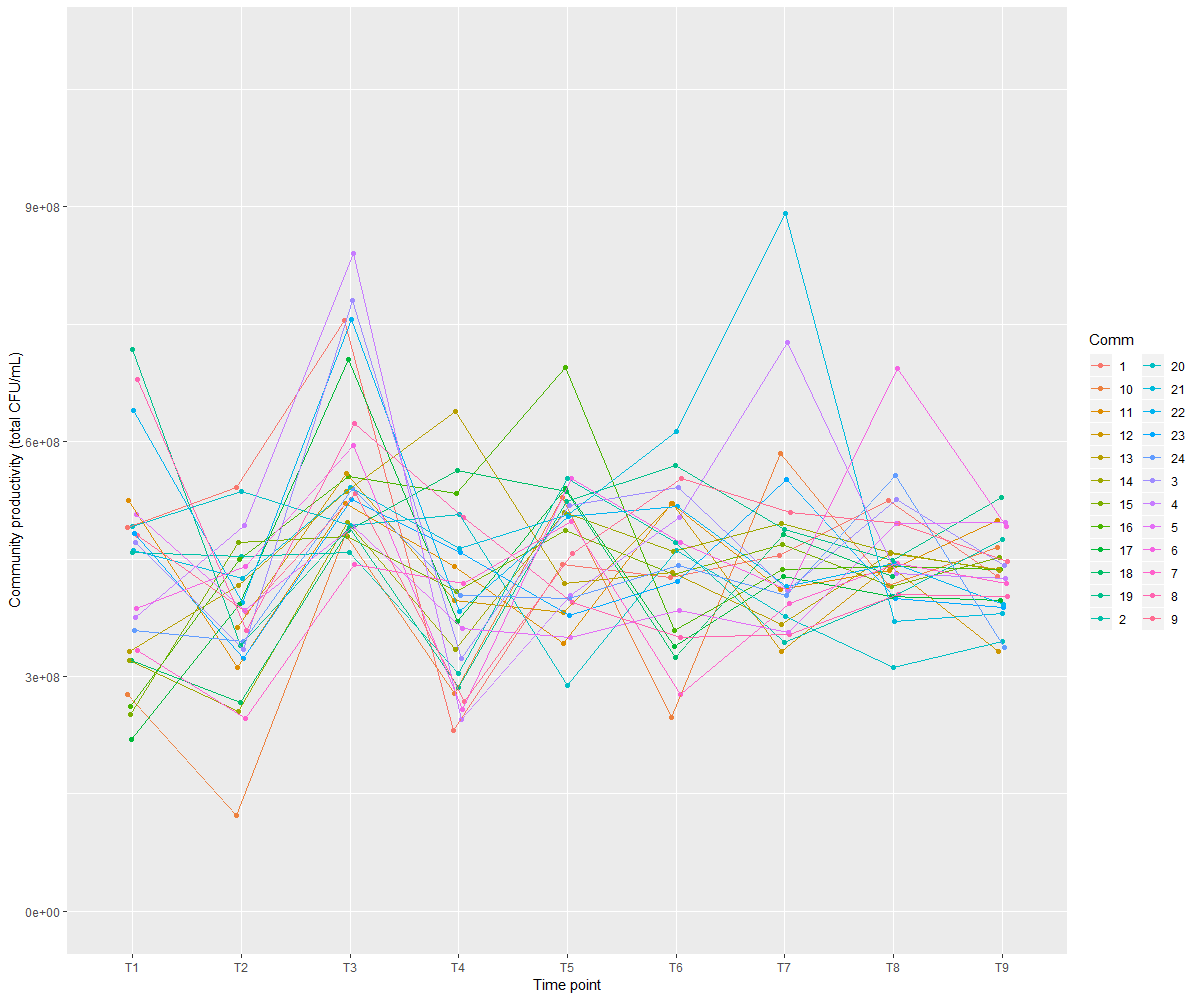 Community productivity (total CFU/mL)
9e+08
6e+08
3e+08
0e+00
T1 T2 T3 T4 T5 T6 T7 T8 T9
Time point
Comm
1 20
10 21
11 22
12 23
13 24
14 3
15 4
16 5
17 6
18 7
19 8
2 9